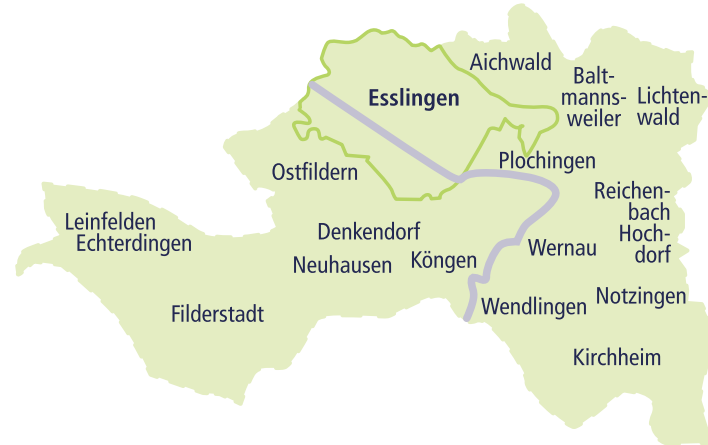 Aichwald
Balt-
manns-
weiler
Lichten-
wald
Esslingen
Plochingen
Ostfildern
Reichen-
bach
Hoch-
dorf
Leinfelden
Echterdingen
Denkendorf
Wernau
Neuhausen
Köngen
Notzingen
Wendlingen
Filderstadt
Kirchheim